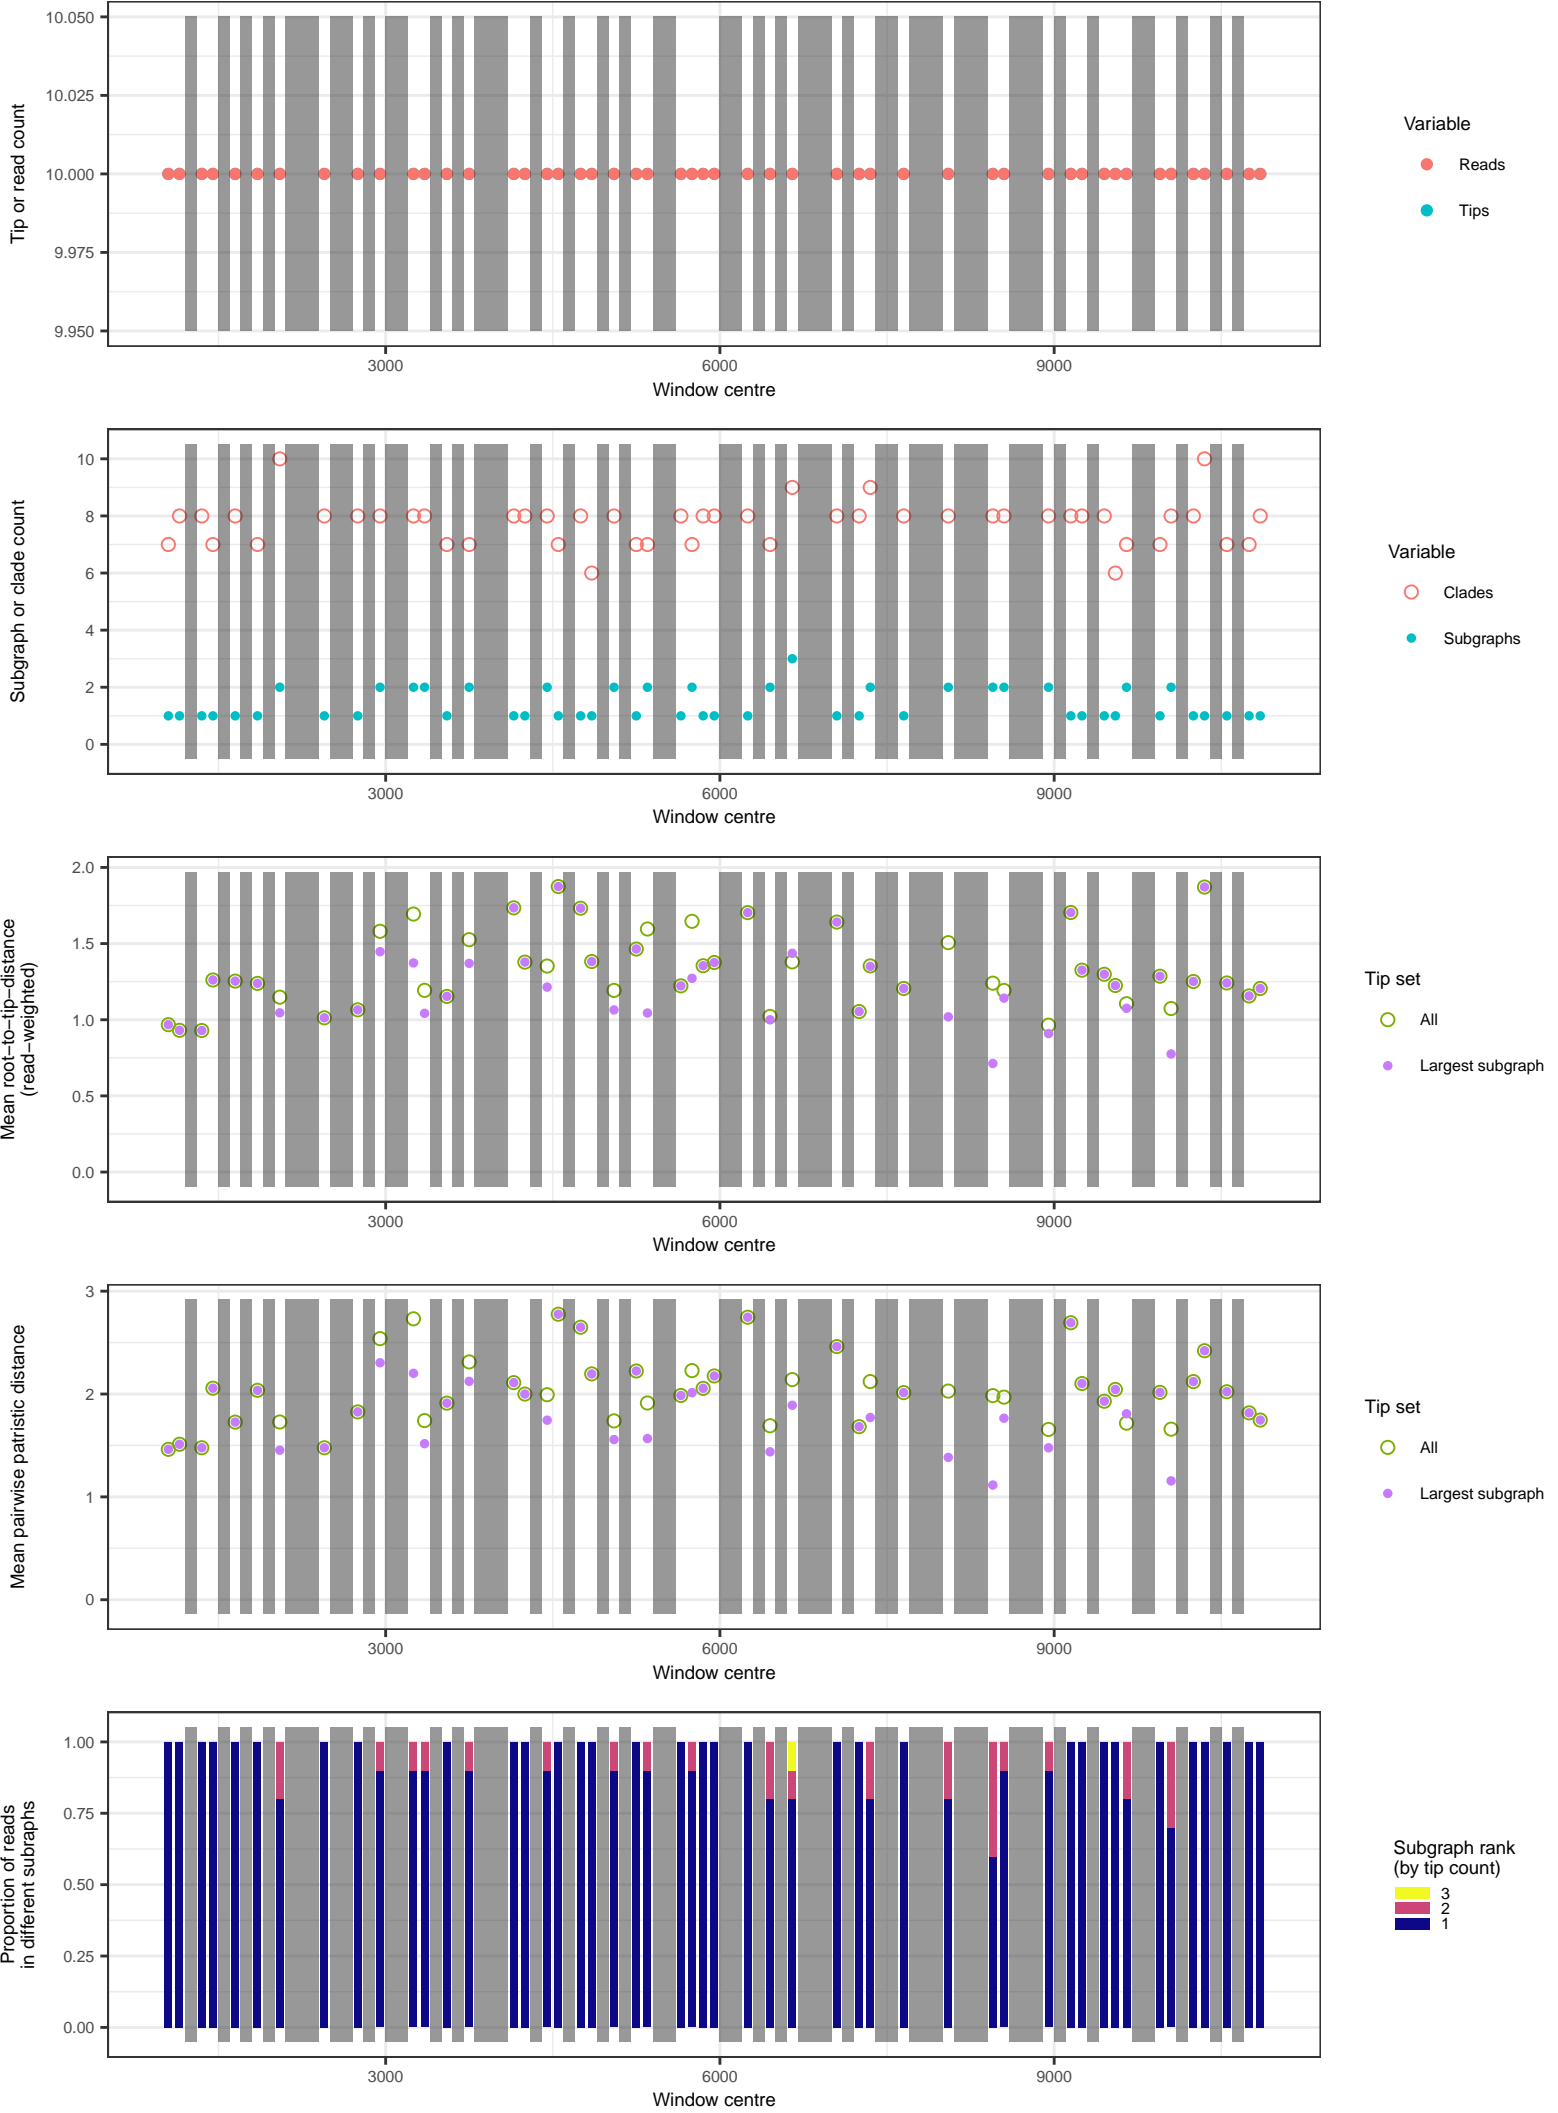 10.050
10.025
10.000
9.975
9.950
Tip or read count
3000
6000
9000
Window centre
Variable
Reads
Tips
10
8
6
4
2
0
Subgraph or clade count
3000
6000
9000
Window centre
Variable
Clades
Subgraphs
2.0
1.5
1.0
0.5
0.0
Mean root−to−tip−distance
(read−weighted)
3000
6000
9000
Window centre
Tip set
All
Largest subgraph
3
2
1
0
Mean pairwise patristic distance
3000
6000
9000
Window centre
Tip set
All
Largest subgraph
1.00
0.75
0.50
0.25
0.00
Proportion of reads
in different subraphs
3000
6000
9000
Window centre
Subgraph rank
(by tip count)
3
2
1